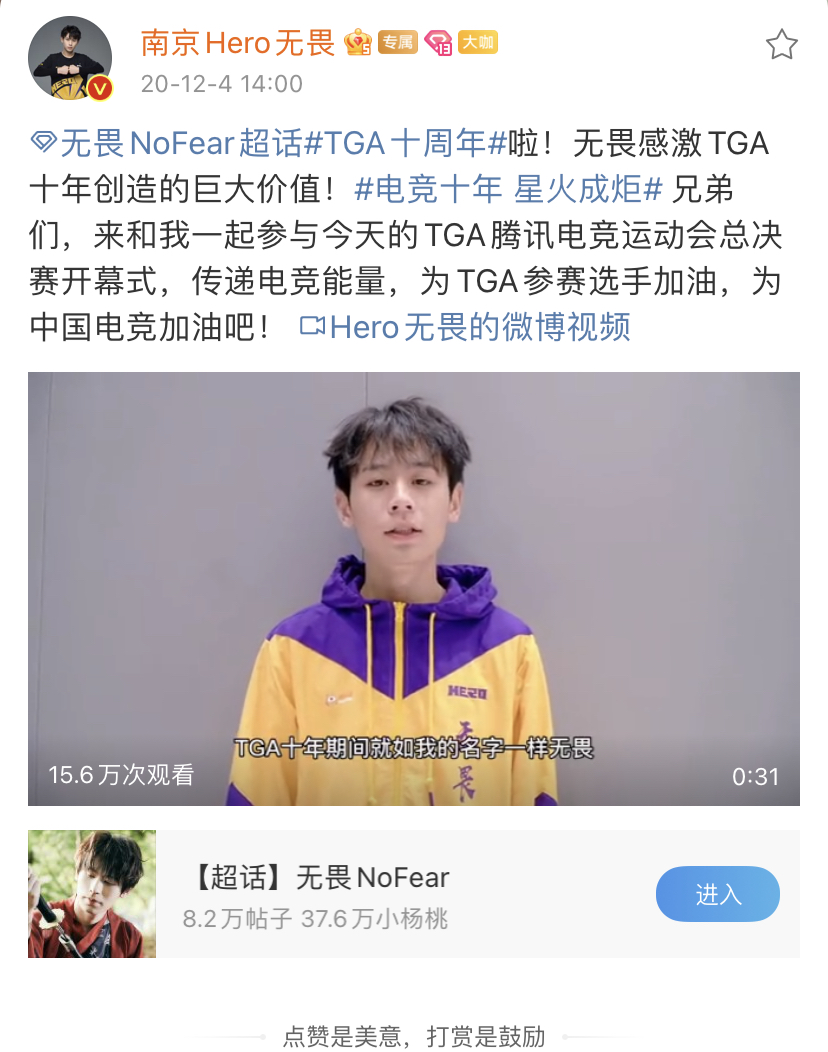 南京Hero无畏 专属 大咖
20-12-4 14:00
无畏NoFear超话#TGA十周年#啦！无畏感激TGA
十年创造的巨大价值！#电竞十年 星火成炬# 兄弟
们，来和我一起参与今天的TGA腾讯电竞运动会总决
赛开幕式，传递电竞能量，为TGA参赛选手加油，为
中国电竞加油吧！ Hero无畏的微博视频
HERO
无畏
TGA十年期间就如我的名字一样无畏
15.6万次观看 0:31
【超话】无畏NoFear
8.2万帖子 37.6万小杨桃
进入
点赞是美意，打赏是鼓励